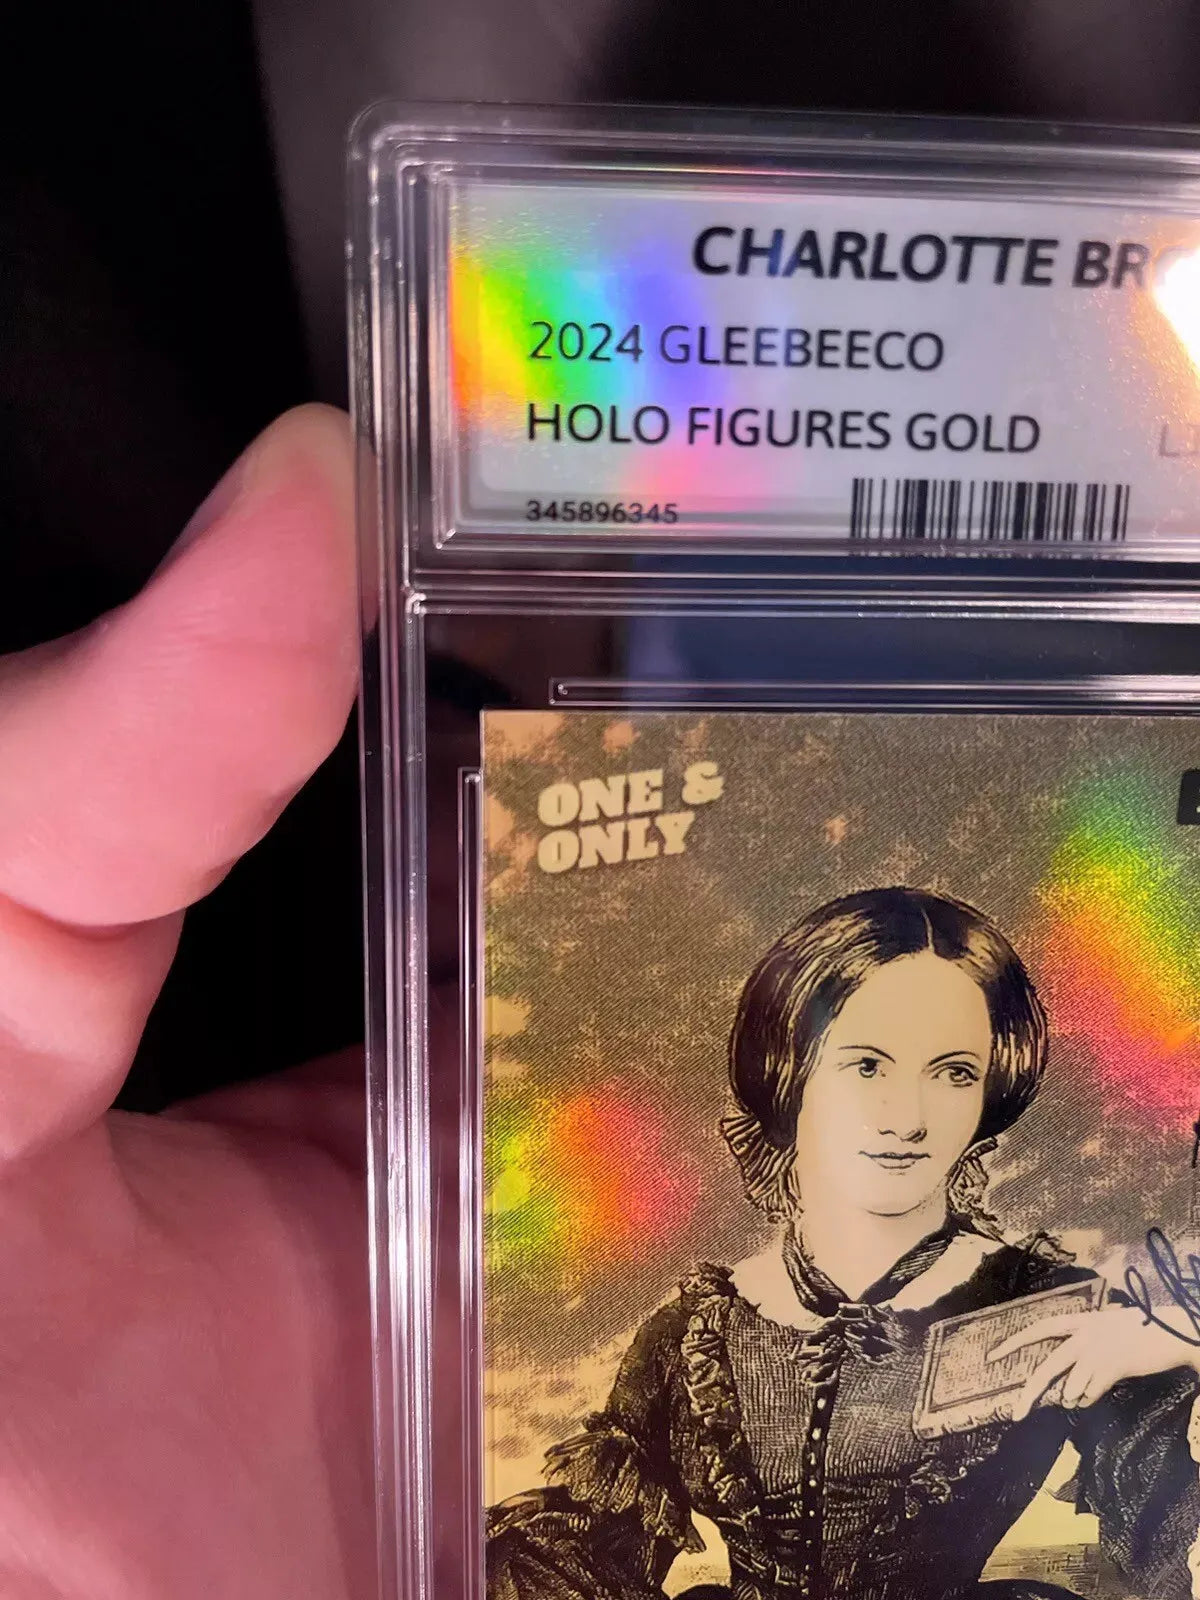 CHARLOTTE BR
2024 GLEEBEECO
HOLO FIGURES GOLD
345896345
ONE &
ONLY